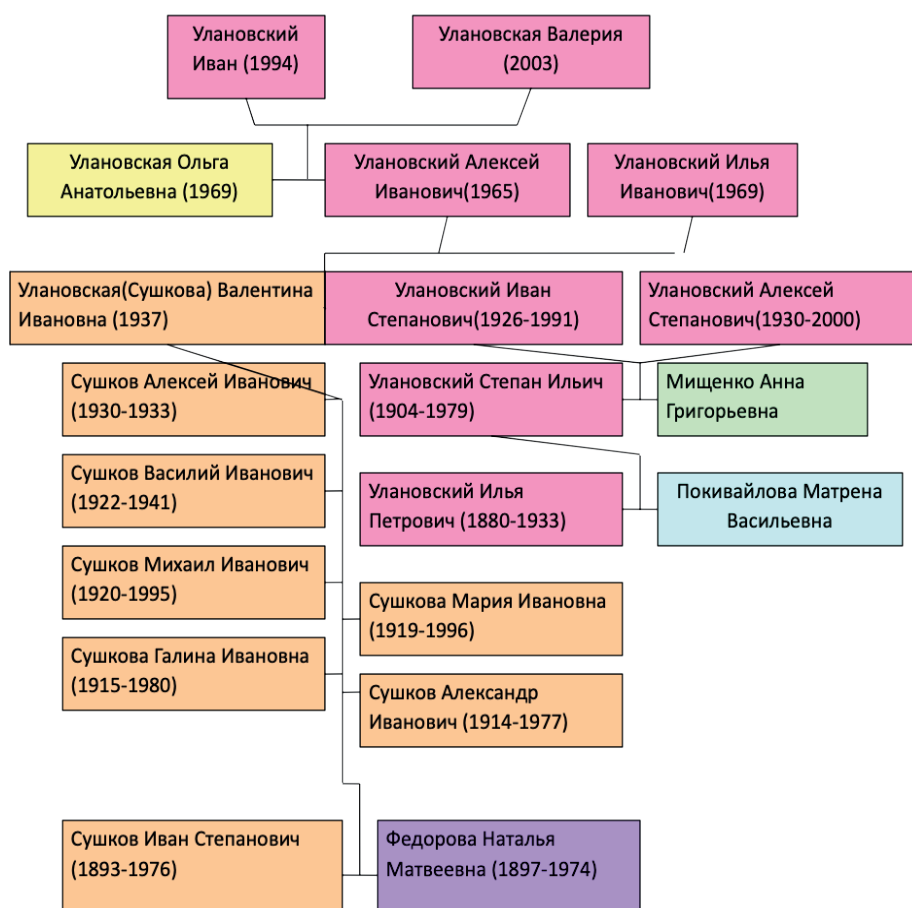 Улановский
Иван (1994)
Улановская Валерия
(2003)
Улановская Ольга
Анатольевна (1969)
Улановский Алексей
Иванович(1965)
Улановский Илья
Иванович(1969)
Улановская(Сушкова) Валентина
Ивановна (1937)
Улановский Иван
Степанович(1926-1991)
Улановский Алексей
Степанович(1930-2000)
Сушков Алексей Иванович
(1930-1933)
Улановский Степан Ильич
(1904-1979)
Мищенко Анна
Григорьевна
Сушков Василий Иванович
(1922-1941)
Улановский Илья
Петрович (1880-1933)
Покивайлова Матрена
Васильевна
Сушков Михаил Иванович
(1920-1995)
Сушкова Мария Ивановна
(1919-1996)
Сушкова Галина Ивановна
(1915-1980)
Сушков Александр
Иванович (1914-1977)
Сушков Иван Степанович
(1893-1976)
Федорова Наталья
Матвеевна (1897-1974)